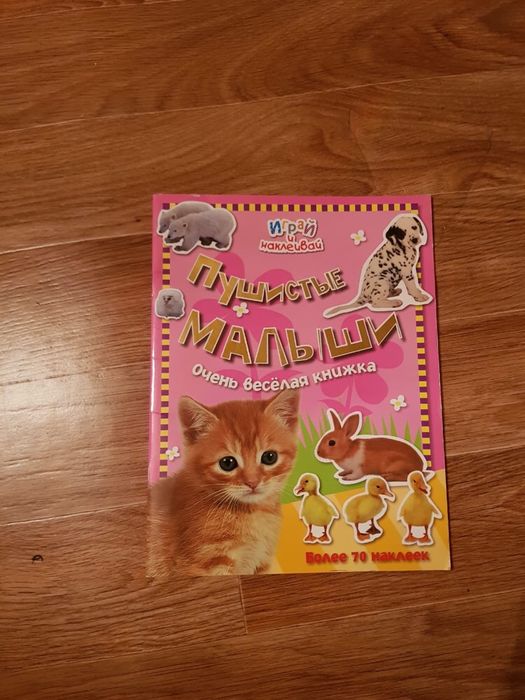 Играй
и
наклеивай
Пушистые
малыши
Очень весёлая книжка
Более 70 наклеек